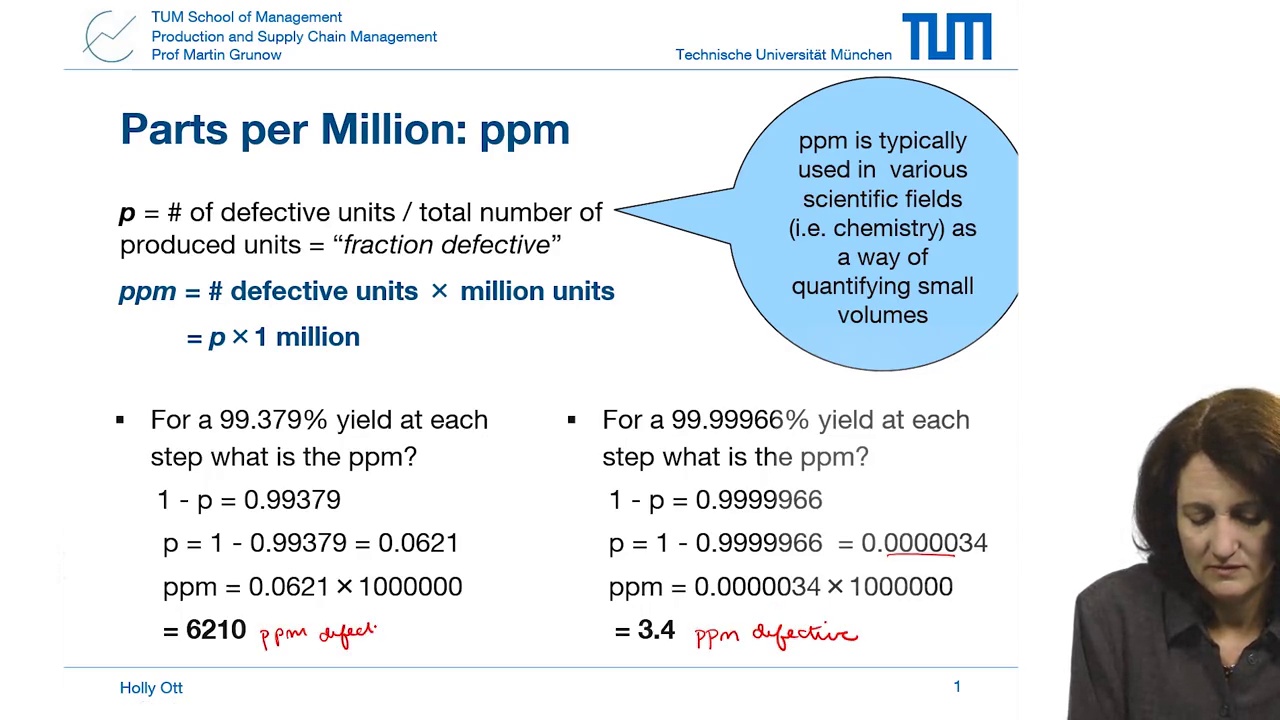 TUM School of Management
Production and Supply Chain Management
Prof Martin Grunow
Technische Universität München
TUM
Parts per Million: ppm
ppm is typically
used in various
scientific fields
(i.e. chemistry) as
a way of
quantifying small
volumes
p = # of defective units / total number of
produced units = “fraction defective”
ppm = # defective units × million units
= p × 1 million
▪ For a 99.379% yield at each
step what is the ppm?
1 - p = 0.99379
p = 1 - 0.99379 = 0.0621
ppm = 0.0621 × 1000000
= 6210 ppm defect
▪ For a 99.99966% yield at each
step what is the ppm?
1 - p = 0.9999966
p = 1 - 0.9999966 = 0.0000034
ppm = 0.0000034 × 1000000
= 3.4 ppm defective
Holly Ott
1